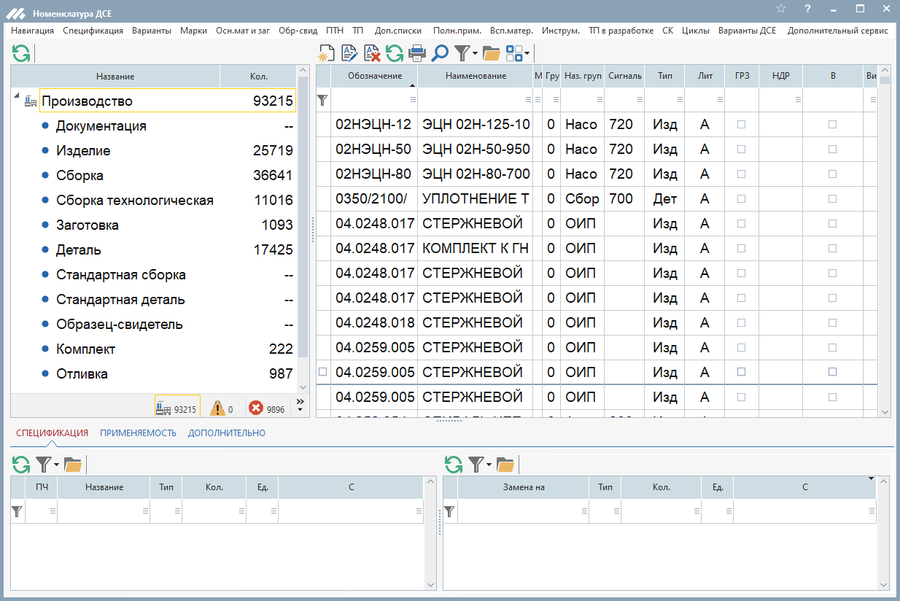 Номенклатура ДСЕ
Навигация Спецификация Варианты Марки Осн.мат и заг Обр-свид ПТН ТП Доп.списки Полн.прим. Всп.матер. Инструм. ТП в разработке СК Циклы Варианты ДСЕ Дополнительный сервис
Название Кол.
Производство 93215
Документация --
Изделие 25719
Сборка 36641
Сборка технологическая 11016
Заготовка 1093
Деталь 17425
Стандартная сборка --
Стандартная деталь --
Образец-свидетель --
Комплект 222
Отливка 987
93215 0 9896
Обозначение Наименование М Гру Наз. груп Сигналь Тип Лит ГРЗ НДР В Ви
02НЭЦН-12 ЭЦН 02Н-125-10 0 Насо 720 Изд А
02НЭЦН-50 ЭЦН 02Н-50-950 0 Насо 720 Изд А
02НЭЦН-80 ЭЦН 02Н-80-700 0 Насо 720 Изд А
0350/2100/ УПЛОТНЕНИЕ Т 0 Сбор 700 Дет А
04.0248.017 СТЕРЖНЕВОЙ 0 ОИП Изд А
04.0248.017 КОМПЛЕКТ К ГН 0 ОИП Изд А
04.0248.017 СТЕРЖНЕВОЙ 0 ОИП Изд А
04.0248.017 СТЕРЖНЕВОЙ 0 ОИП Изд А
04.0248.018 СТЕРЖНЕВОЙ 0 ОИП Изд А
04.0259.005 СТЕРЖНЕВОЙ 0 ОИП Изд А
04.0259.005 СТЕРЖНЕВОЙ 0 ОИП Изд А
04.0259.005 СТЕРЖНЕВОЙ 0 ОИП Изд А
СПЕЦИФИКАЦИЯ ПРИМЕНЯЕМОСТЬ ДОПОЛНИТЕЛЬНО
ПЧ Название Тип Кол. Ед. С
Замена на Тип Кол. Ед. С